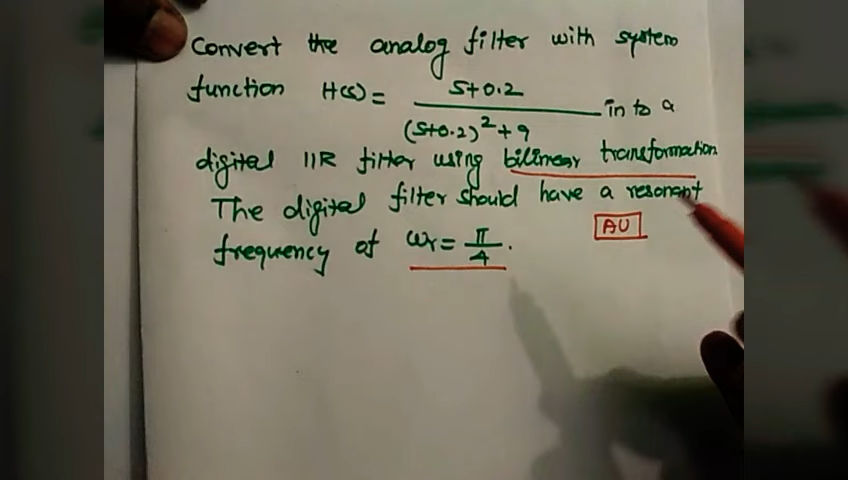 Convert the analog filter with system
function H(s) = S+0.2 / (S+0.2)² + 9 in to a
digital IIR filter using bilinear transformation
The digital filter should have a resonant
frequency of ωr = π/4 .
AU